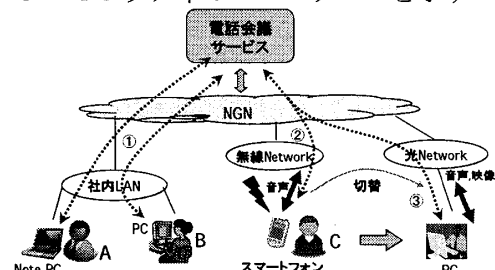 電話会議
サービス
NGN
①
②
無線Network
光Network
音声
切替
③
音声,映像
社内LAN
PC
A
B
C
Note PC
スマートフォン
PC